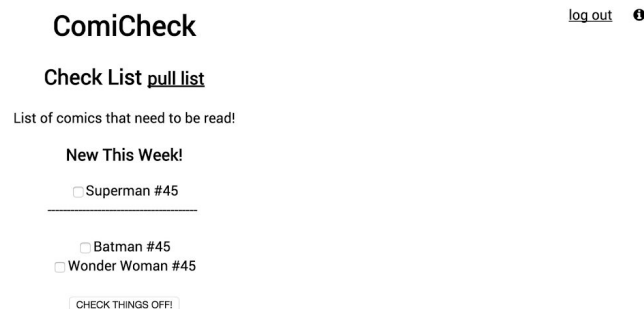 ComiCheck
log out
Check List pull list
List of comics that need to be read!
New This Week!
Superman #45
----------------------------------------
Batman #45
Wonder Woman #45
CHECK THINGS OFF!